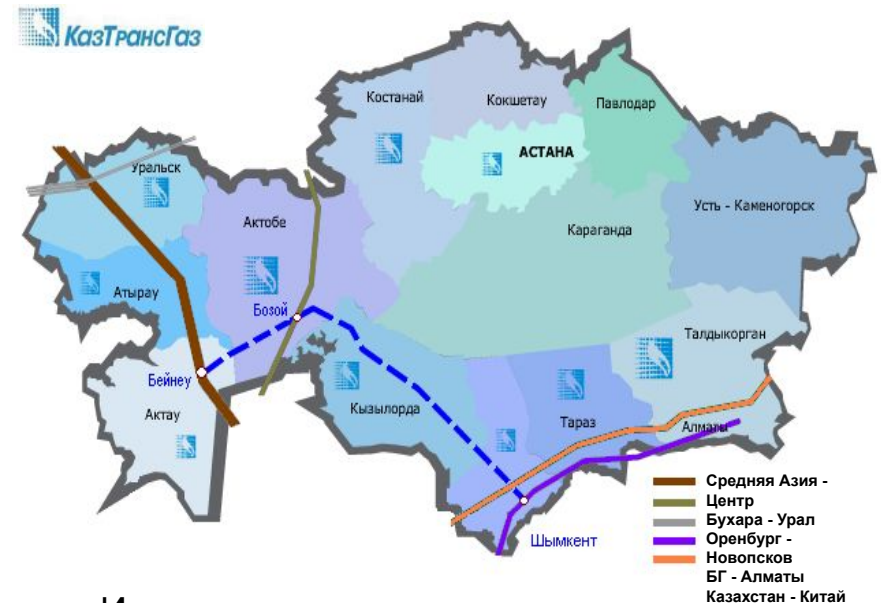 КазТрансГаз
Костанай
Кокшетау
Павлодар
АСТАНА
Уральск
Усть - Каменогорск
Актобе
Караганда
Атырау
Бозой
Талдыкорган
Бейнеу
Актау
Кызылорда
Тараз
Алматы
Шымкент
Средняя Азия -
Центр
Бухара - Урал
Оренбург -
Новопсков
БГ - Алматы
Казахстан - Китай